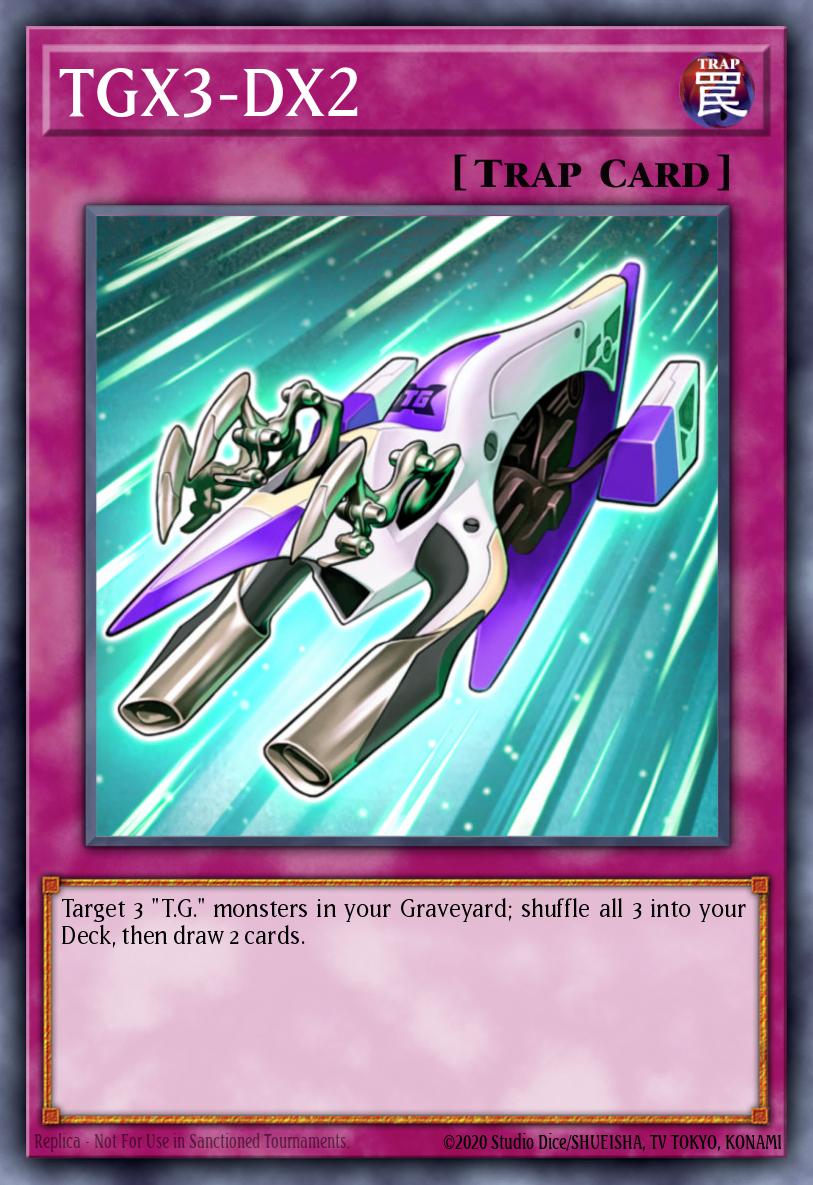 TGX3-DX2
TRAP
罠
[TRAP CARD]
TG
Target 3 "T.G." monsters in your Graveyard; shuffle all 3 into your
Deck, then draw 2 cards.
Replica - Not For Use in Sanctioned Tournaments.
©2020 Studio Dice/SHUEISHA, TV TOKYO, KONAMI